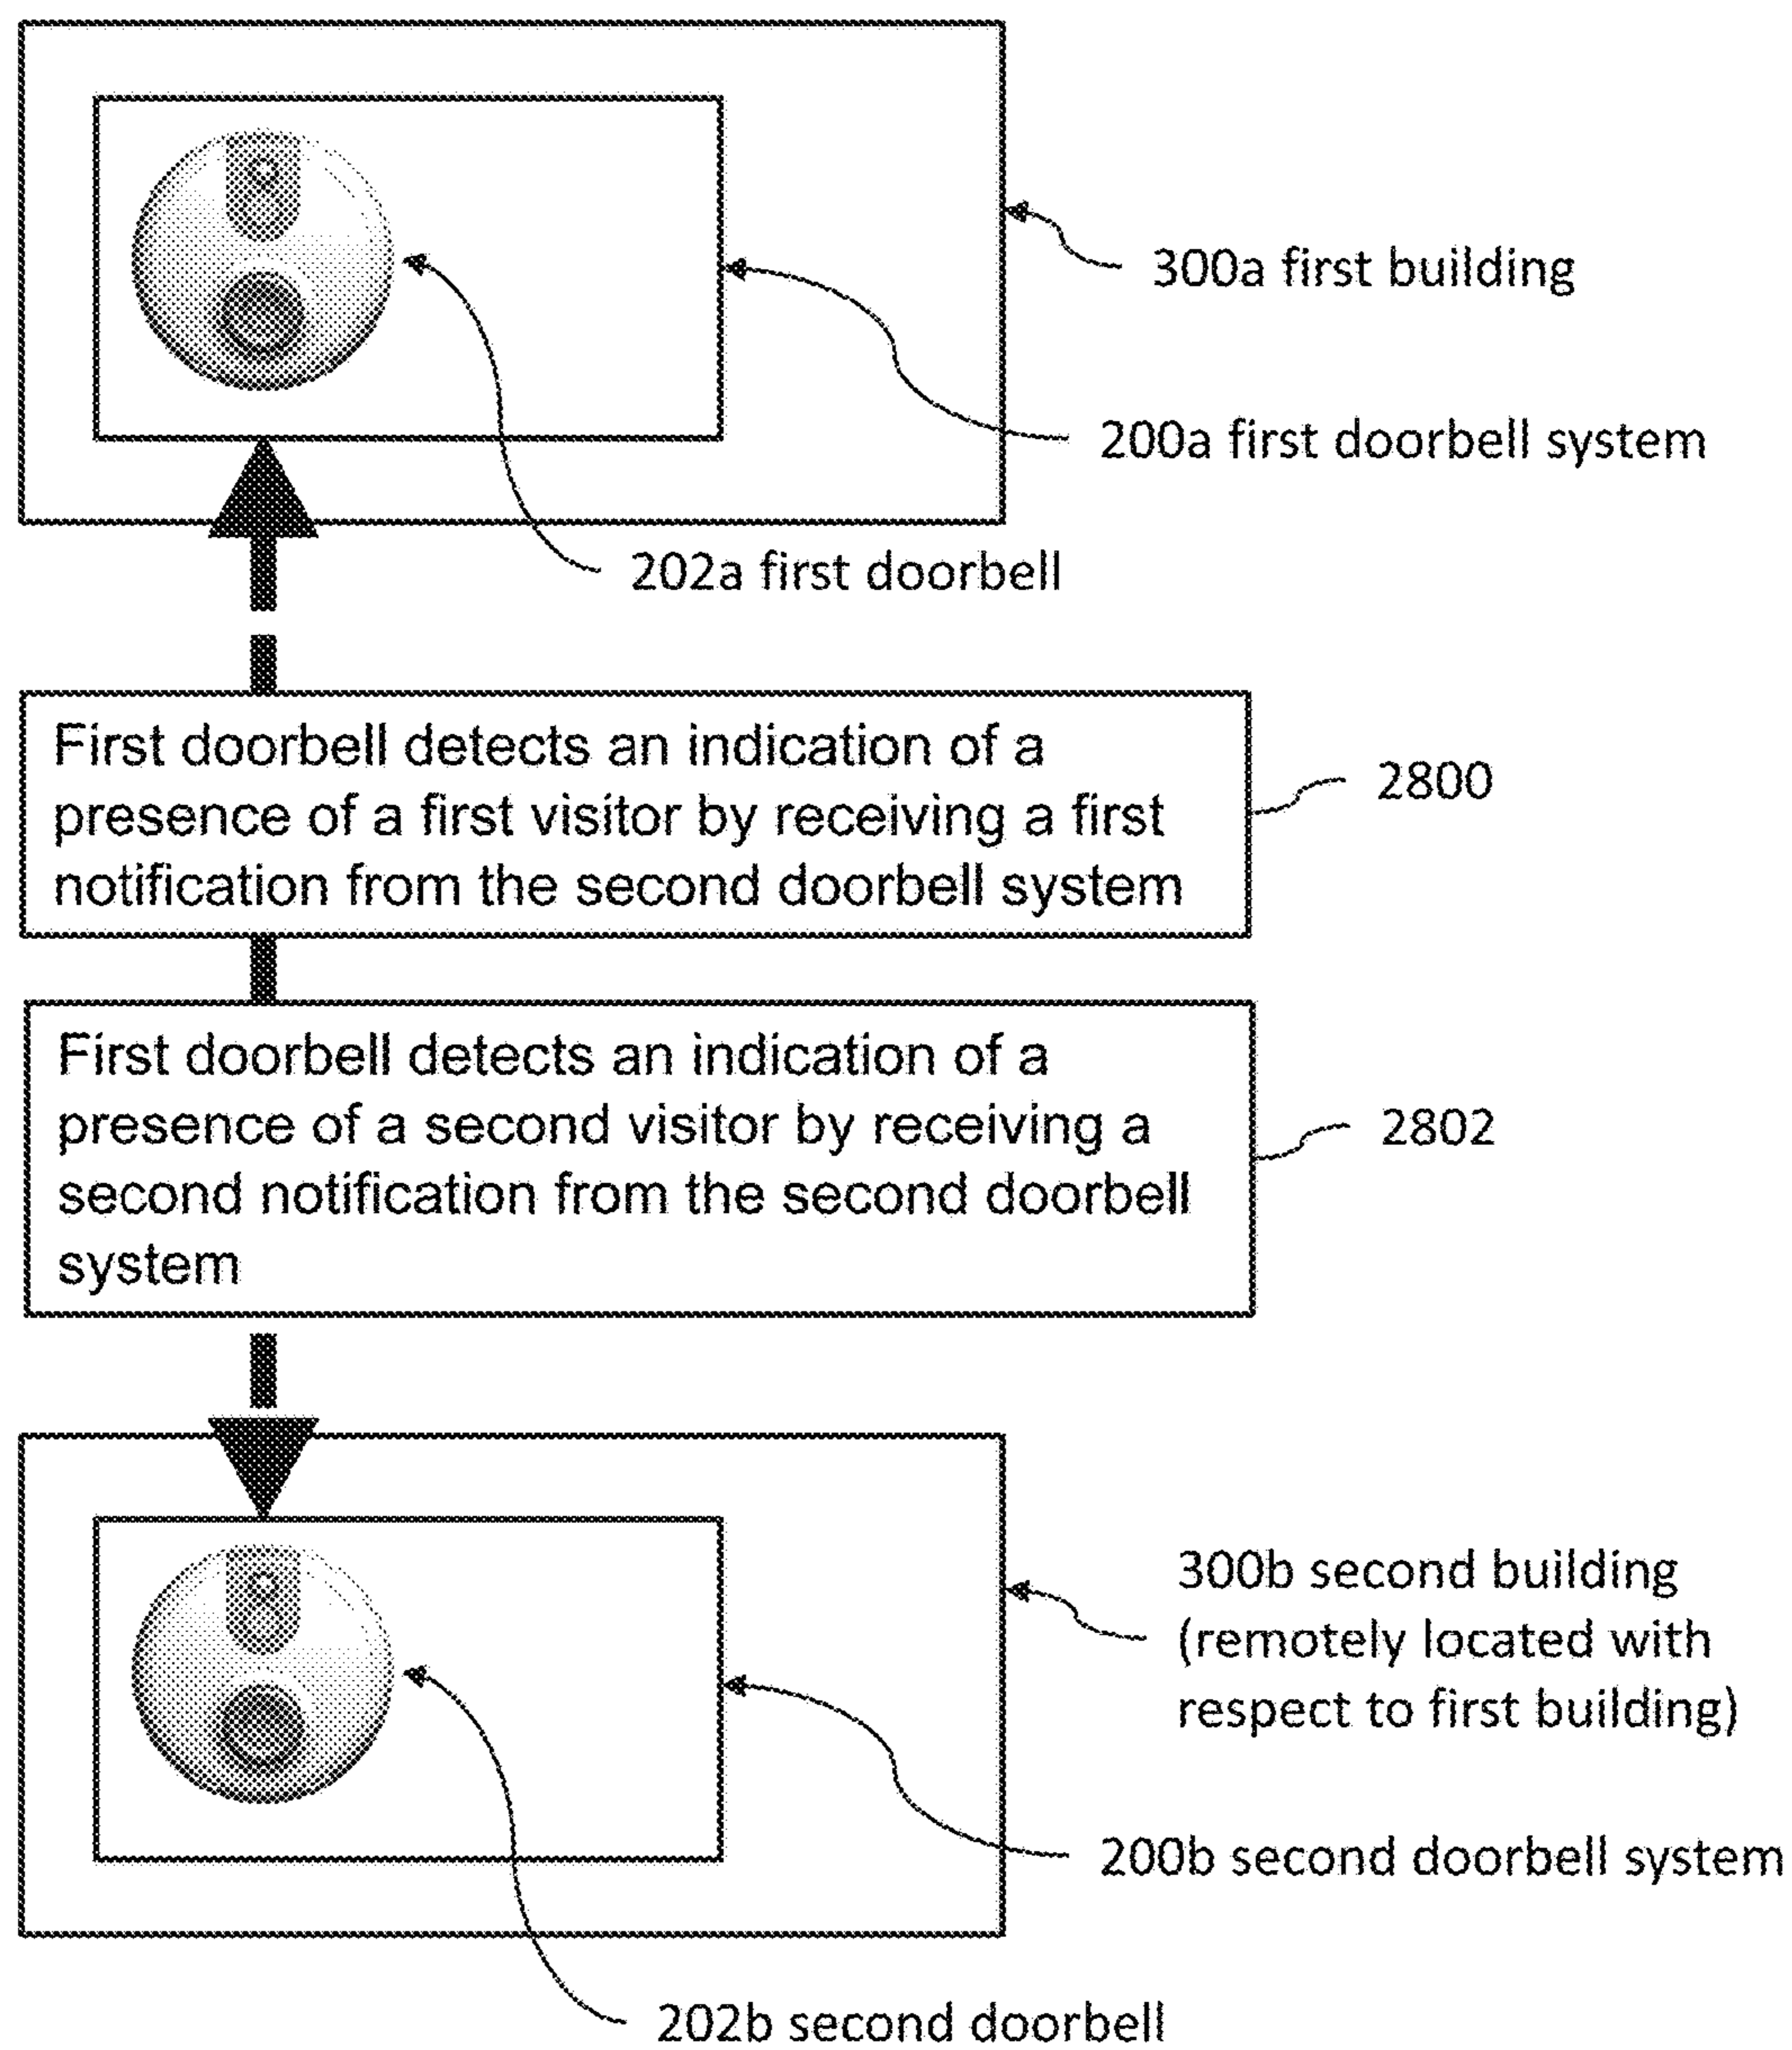 300a first building
200a first doorbell system
202a first doorbell
First doorbell detects an indication of a
presence of a first visitor by receiving a first
notification from the second doorbell system
2800
First doorbell detects an indication of a
presence of a second visitor by receiving a
second notification from the second doorbell
system
2802
300b second building
(remotely located with
respect to first building)
200b second doorbell system
202b second doorbell